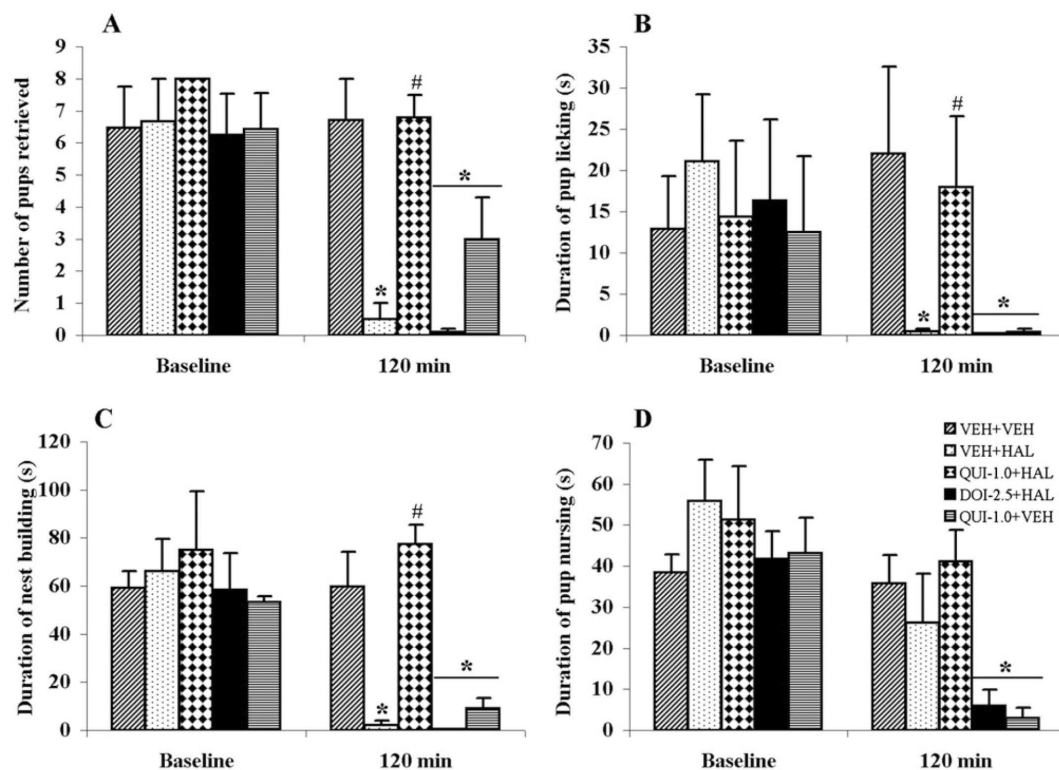 A
Number of pups retrieved
9
8
7
6
5
4
3
2
1
0
#
*
*
Baseline
120 min
B
Duration of pup licking (s)
35
30
25
20
15
10
5
0
#
*
*
Baseline
120 min
C
Duration of nest building (s)
120
100
80
60
40
20
0
#
*
*
Baseline
120 min
D
Duration of pup nursing (s)
70
60
50
40
30
20
10
0
VEH+VEH
VEH+HAL
QUI-1.0+HAL
DOI-2.5+HAL
QUI-1.0+VEH
*
Baseline
120 min